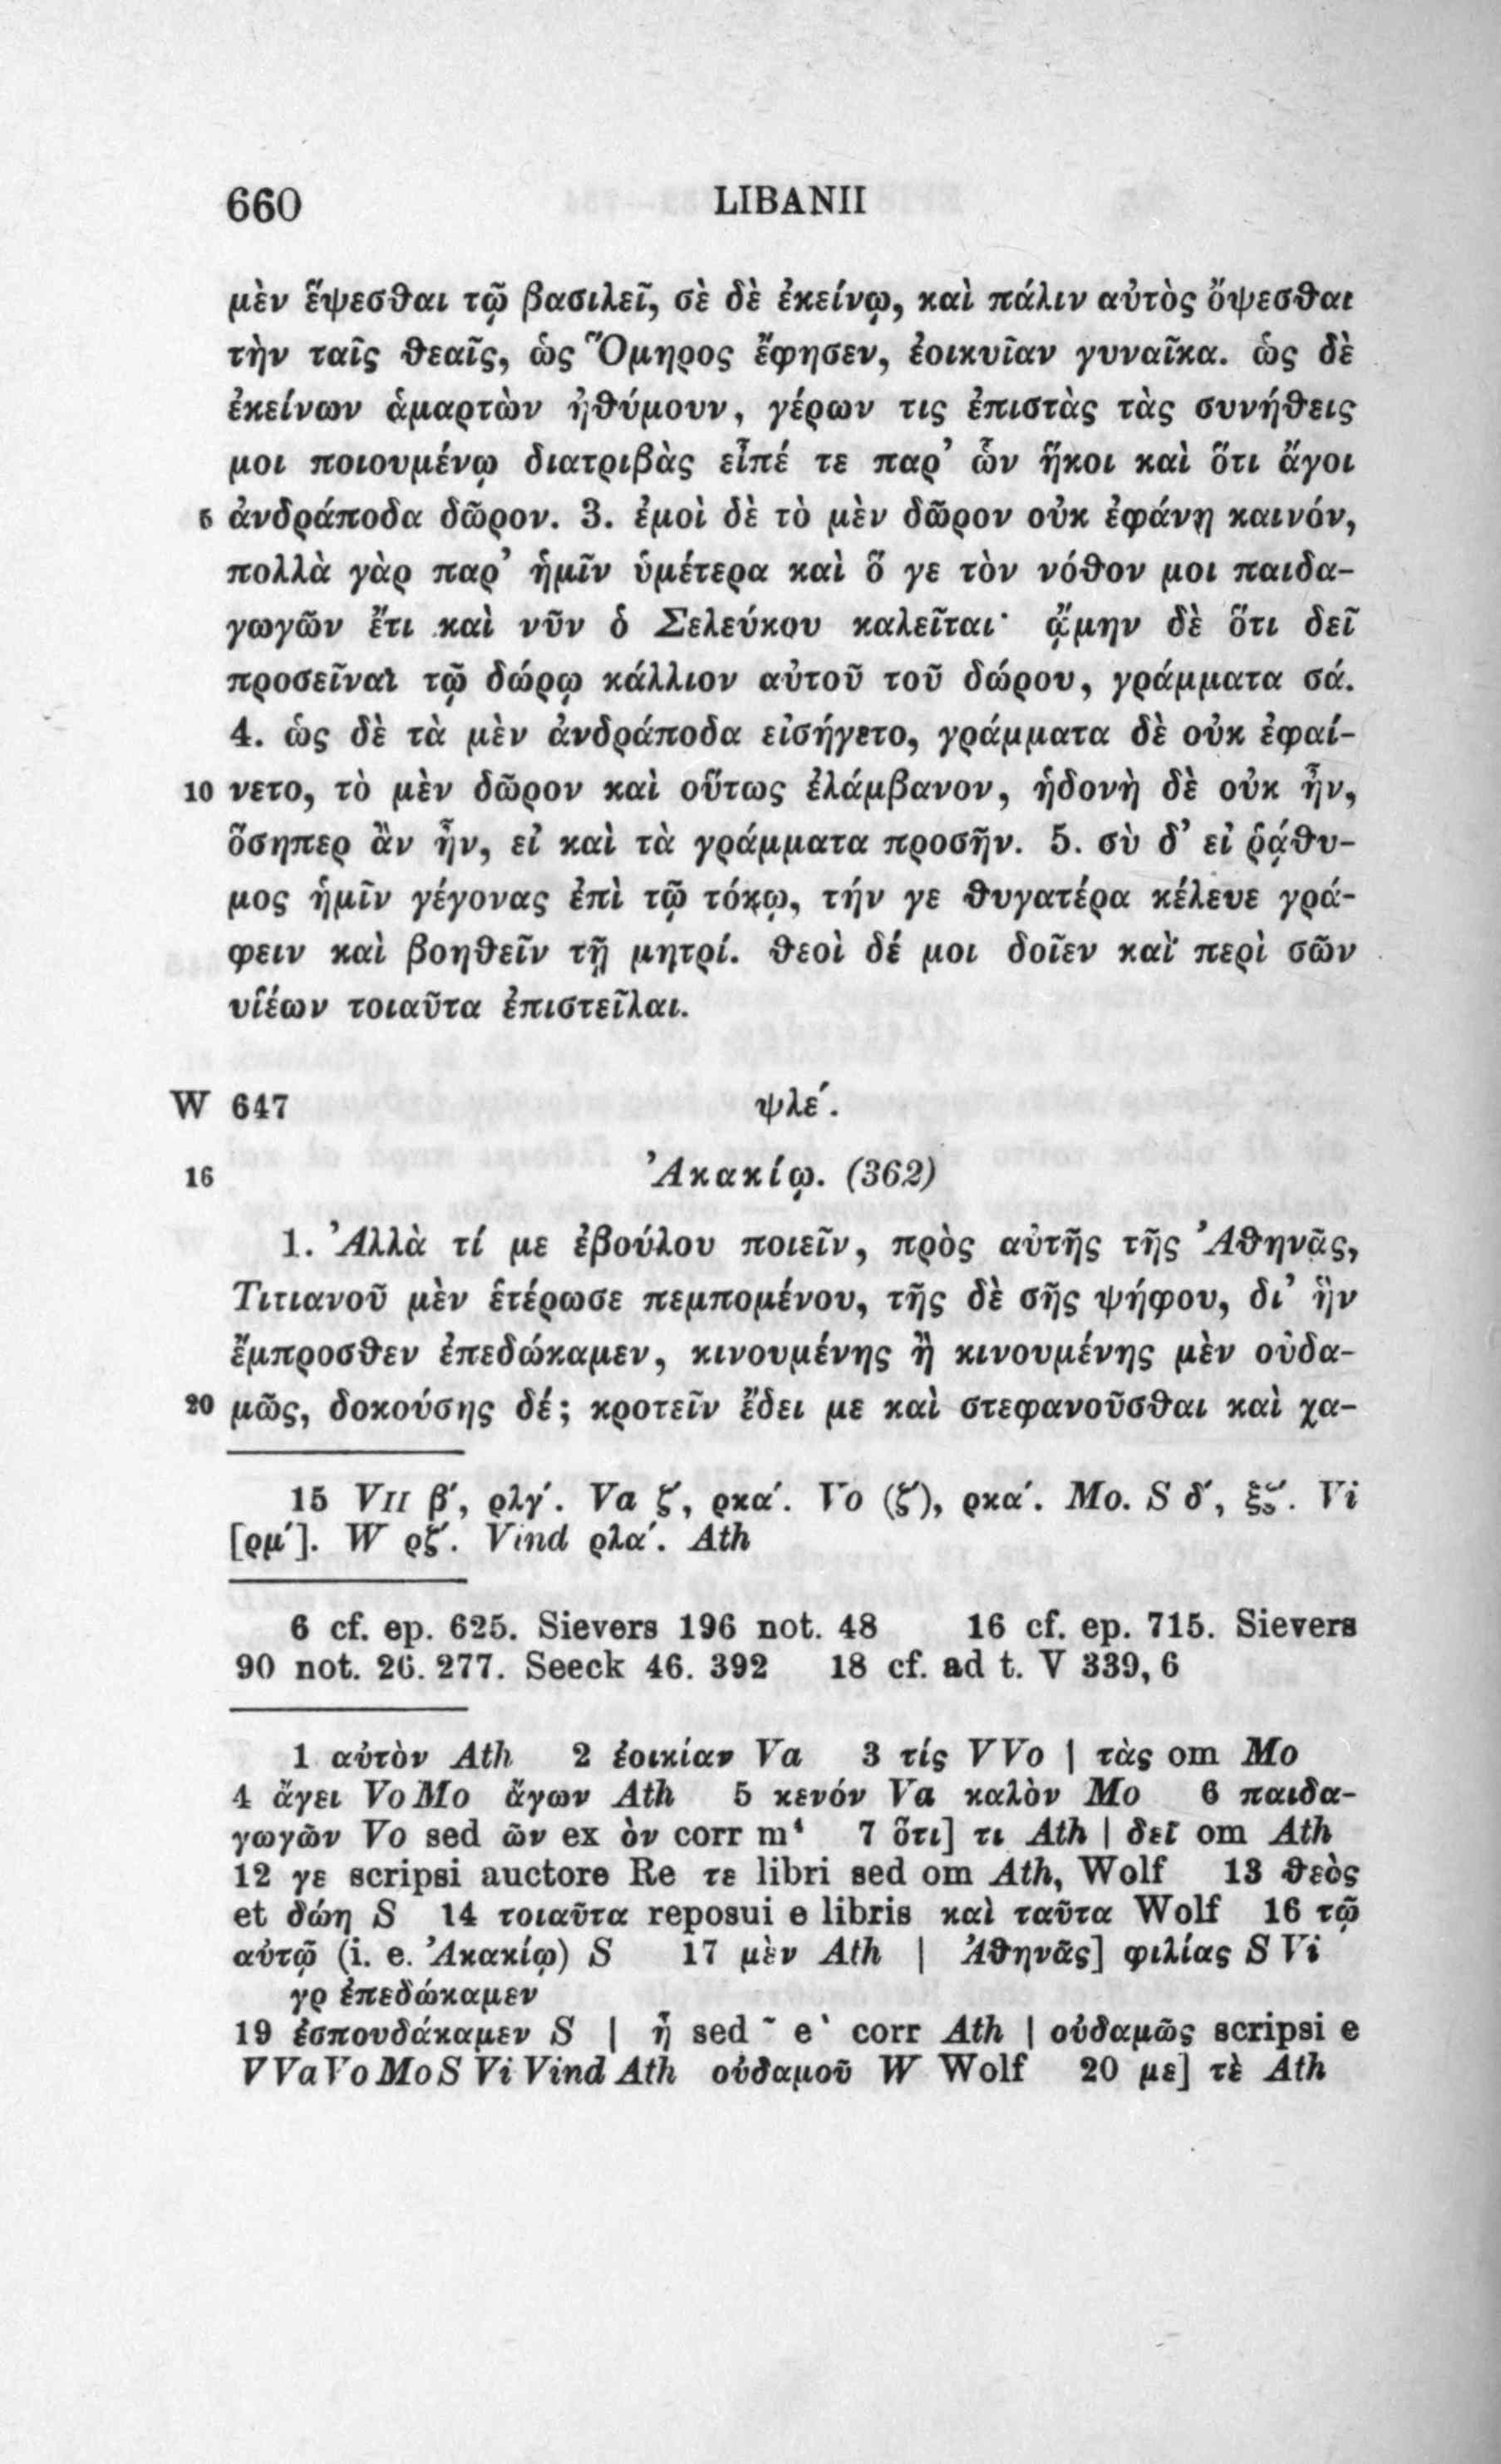 660 LIBANII
μὲν ἕψεσθαι τῷ βασιλεῖ, σὲ δὲ ἐκείνῳ, καὶ πάλιν αὐτὸς ὄψεσθαι
τὴν ταῖς θεαῖς, ὡς Ὅμηρος ἔφησεν, ἐοικυῖαν γυναῖκα. ὡς δὲ
ἐκείνων ἁμαρτὼν ἠθύμουν, γέρων τις ἐπιστὰς τὰς συνήθεις
μοι ποιουμένῳ διατριβὰς εἶπέ τε παρ’ ὧν ἥκοι καὶ ὅτι ἄγοι
5 ἀνδράποδα δῶρον. 3. ἐμοὶ δὲ τὸ μὲν δῶρον οὐκ ἐφάνη καινόν,
πολλὰ γὰρ παρ’ ἡμῖν ὑμέτερα καὶ ὅ γε τὸν νόθον μοι παιδα-
γωγῶν ἔτι καὶ νῦν ὁ Σελεύκου καλεῖται· ᾤμην δὲ ὅτι δεῖ
προσεῖναι τῷ δώρῳ κάλλιον αὐτοῦ τοῦ δώρου, γράμματα σά.
4. ὡς δὲ τὰ μὲν ἀνδράποδα εἰσήγετο, γράμματα δὲ οὐκ ἐφαί-
10 νετο, τὸ μὲν δῶρον καὶ οὕτως ἐλάμβανον, ἡδονὴ δὲ οὐκ ἦν,
ὅσηπερ ἂν ἦν, εἰ καὶ τὰ γράμματα προσῆν. 5. σὺ δ’ εἰ ῥᾴθυ-
μος ἡμῖν γέγονας ἐπὶ τῷ τόκῳ, τήν γε θυγατέρα κέλευε γρά-
φειν καὶ βοηθεῖν τῇ μητρί. θεοὶ δέ μοι δοῖεν καὶ περὶ σῶν
υἱέων τοιαῦτα ἐπιστεῖλαι.
W 647 ψλε´.
16 Ἀκακίῳ. (362)
1. Ἀλλὰ τί με ἐβούλου ποιεῖν, πρὸς αὐτῆς τῆς Ἀθηνᾶς,
Τιτιανοῦ μὲν ἑτέρωσε πεμπομένου, τῆς δὲ σῆς ψήφου, δι’ ἣν
ἔμπροσθεν ἐπεδώκαμεν, κινουμένης ἢ κινουμένης μὲν οὐδα-
20 μῶς, δοκούσης δέ; κροτεῖν ἔδει με καὶ στεφανοῦσθαι καὶ χα-
15 V II β´, ρλγ´. Va ζ´, ρκα´. Vo (ζ´), ρκα´. Mo. S δ´, ξϛ´. Vi
[ρμ´]. W ρζ´. Vind ρλα´. Ath
6 cf. ep. 625. Sievers 196 not. 48 16 cf. ep. 715. Sievers
90 not. 26. 277. Seeck 46. 392 18 cf. ad t. V 339, 6
1 αὐτὸν Ath 2 ἐοικίαν Va 3 τίς V Vo | τὰς om Mo
4 ἄγει Vo Mo ἄγων Ath 5 κενόν Va καλὸν Mo 6 παιδα-
γωγῶν Vo sed ῶν ex ὸν corr m⁴ 7 ὅτι] τι Ath | δεῖ om Ath
12 γε scripsi auctore Re τε libri sed om Ath, Wolf 13 θεὸς
et δώη S 14 τοιαῦτα reposui e libris καὶ ταῦτα Wolf 16 τῷ
αὐτῷ (i. e. Ἀκακίῳ) S 17 μὲν Ath | Ἀθηνᾶς] φιλίας S Vi
γρ ἐπεδώκαμεν
19 ἐσπουδάκαμεν S | ἦ sed ˜ e ` corr Ath | οὐδαμῶς scripsi e
V Va Vo Mo S Vi Vind Ath οὐδαμοῦ W Wolf 20 με] τὲ Ath